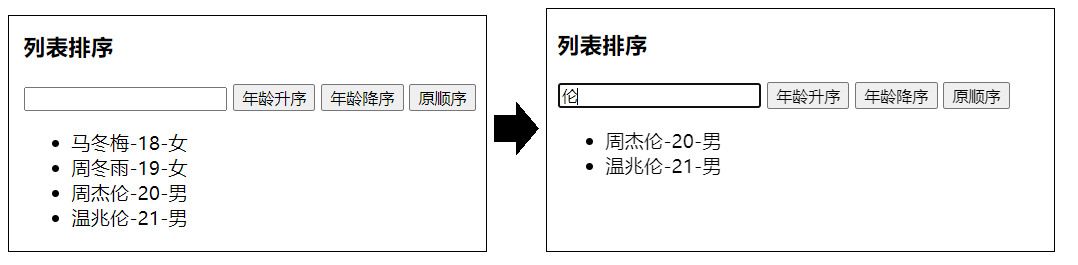 列表排序
年龄升序 年龄降序 原顺序
马冬梅-18-女
周冬雨-19-女
周杰伦-20-男
温兆伦-21-男
列表排序
伦 年龄升序 年龄降序 原顺序
周杰伦-20-男
温兆伦-21-男